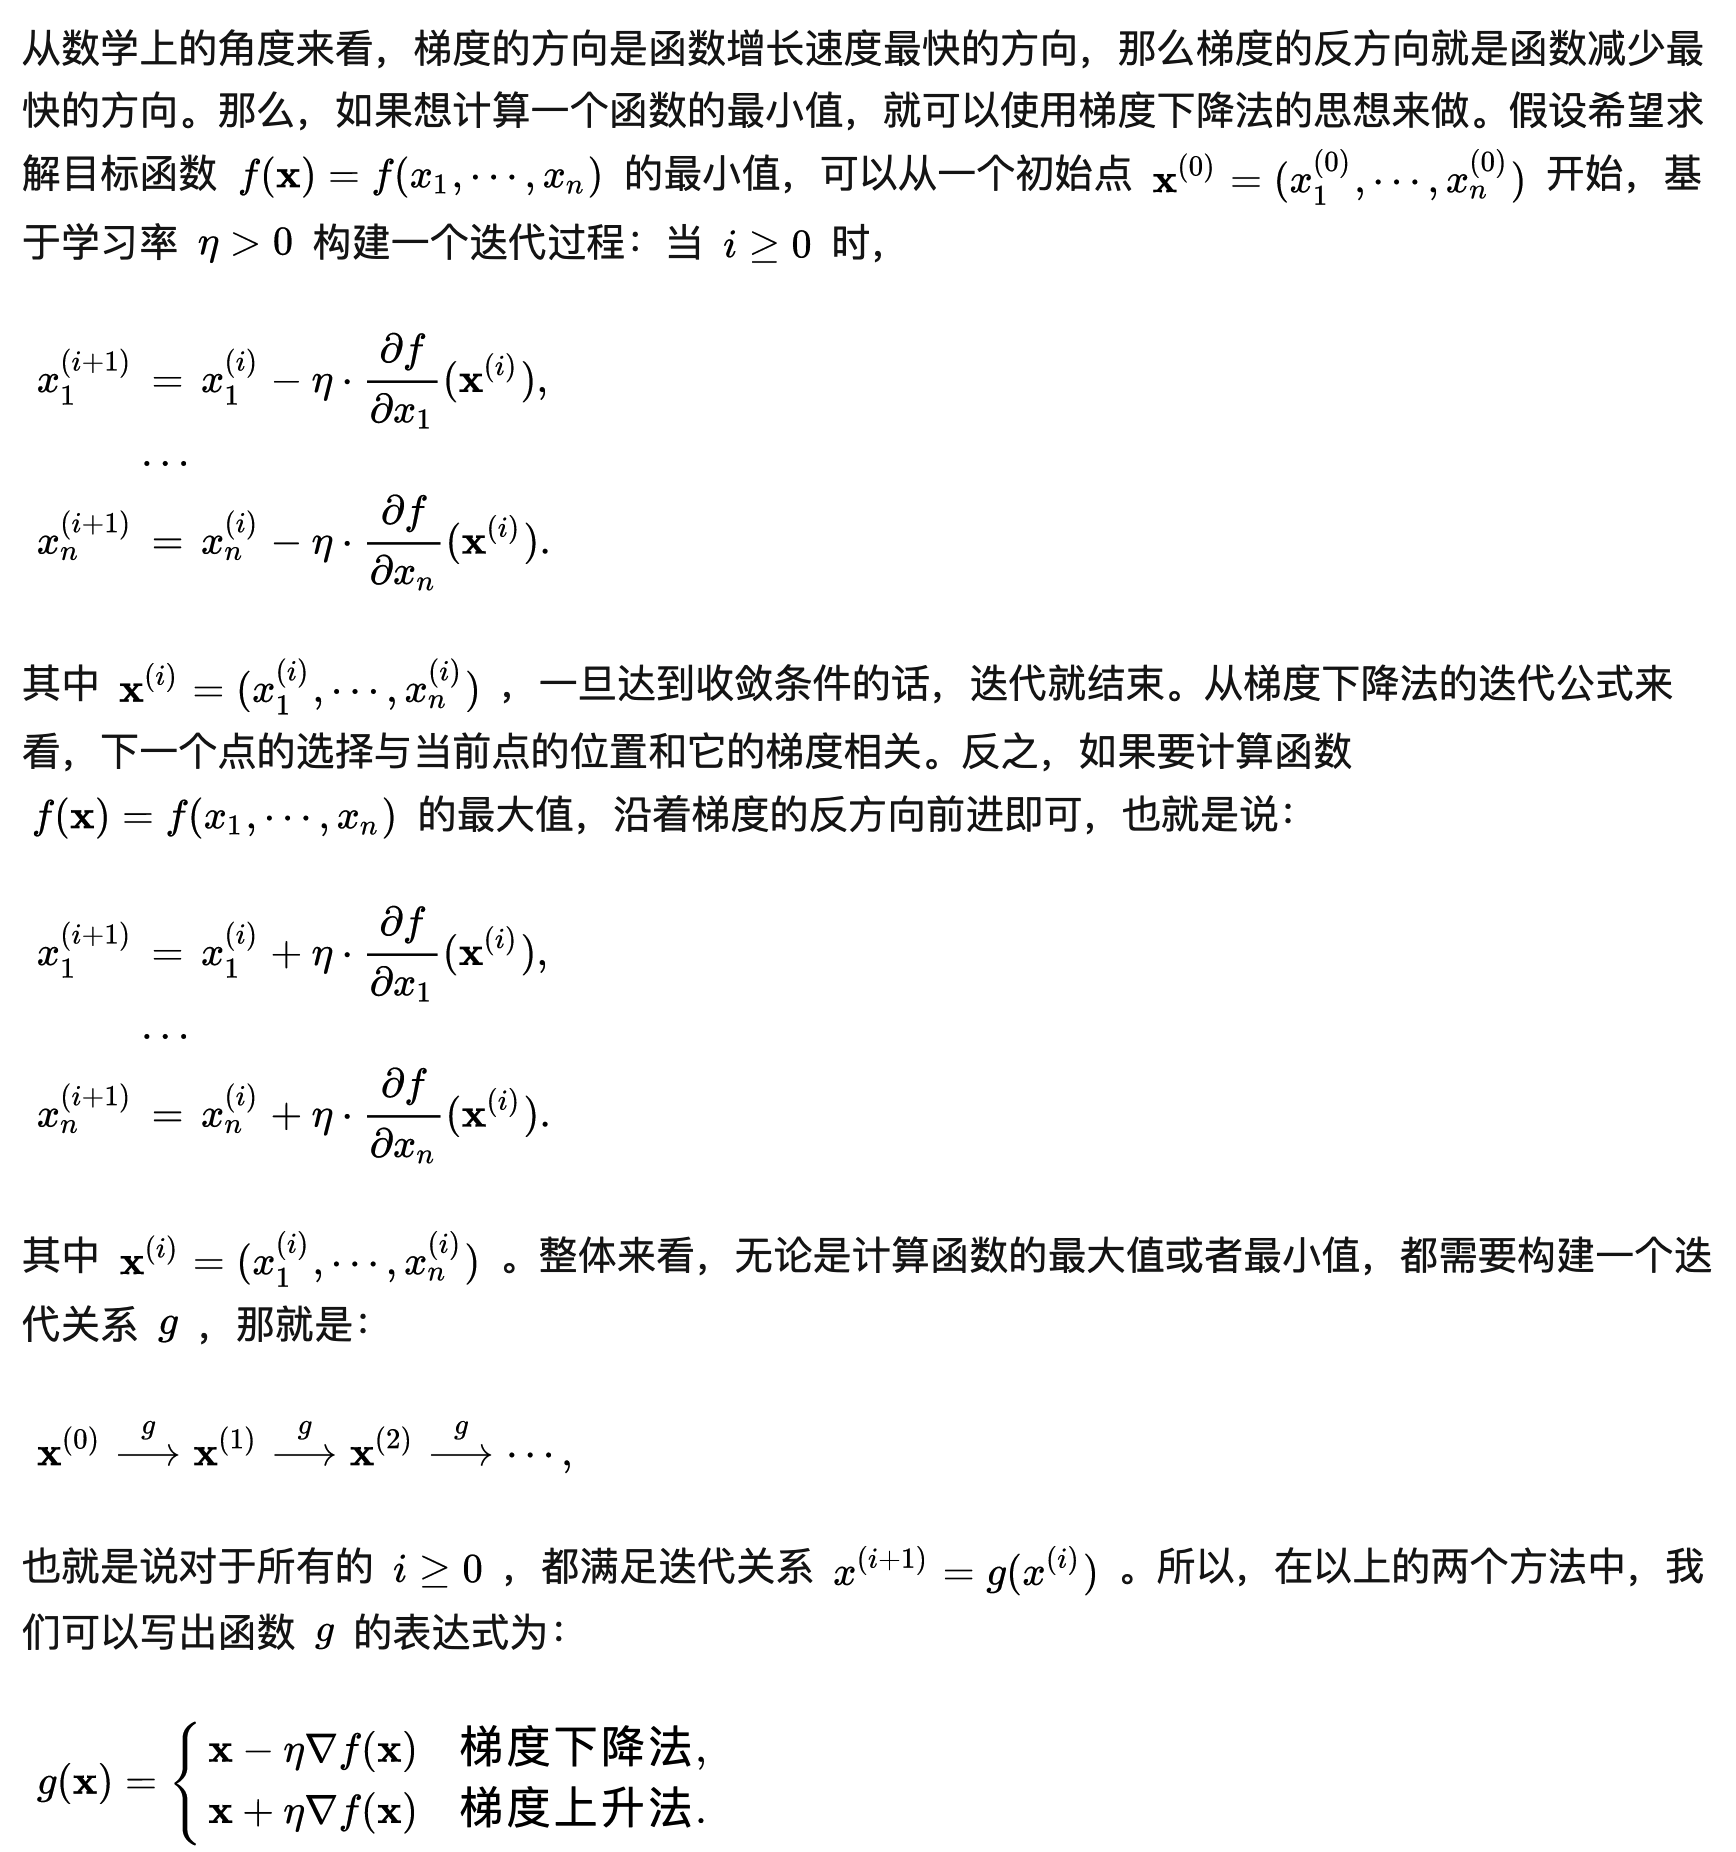 从数学上的角度来看，梯度的方向是函数增长速度最快的方向，那么梯度的反方向就是函数减少最
快的方向。那么，如果想计算一个函数的最小值，就可以使用梯度下降法的思想来做。假设希望求
解目标函数 $f(\mathbf{x}) = f(x_1, \cdots, x_n)$ 的最小值，可以从一个初始点 $\mathbf{x}^{(0)} = (x_1^{(0)}, \cdots, x_n^{(0)})$ 开始，基
于学习率 $\eta > 0$ 构建一个迭代过程：当 $i \geq 0$ 时，
$x_1^{(i+1)} = x_1^{(i)} - \eta \cdot \frac{\partial f}{\partial x_1}(\mathbf{x}^{(i)}),$
$\cdots$
$x_n^{(i+1)} = x_n^{(i)} - \eta \cdot \frac{\partial f}{\partial x_n}(\mathbf{x}^{(i)}).$
其中 $\mathbf{x}^{(i)} = (x_1^{(i)}, \cdots, x_n^{(i)})$ ，一旦达到收敛条件的话，迭代就结束。从梯度下降法的迭代公式来
看，下一个点的选择与当前点的位置和它的梯度相关。反之，如果要计算函数
$f(\mathbf{x}) = f(x_1, \cdots, x_n)$ 的最大值，沿着梯度的反方向前进即可，也就是说：
$x_1^{(i+1)} = x_1^{(i)} + \eta \cdot \frac{\partial f}{\partial x_1}(\mathbf{x}^{(i)}),$
$\cdots$
$x_n^{(i+1)} = x_n^{(i)} + \eta \cdot \frac{\partial f}{\partial x_n}(\mathbf{x}^{(i)}).$
其中 $\mathbf{x}^{(i)} = (x_1^{(i)}, \cdots, x_n^{(i)})$ 。整体来看，无论是计算函数的最大值或者最小值，都需要构建一个迭
代关系 $g$ ，那就是：
$\mathbf{x}^{(0)} \xrightarrow{g} \mathbf{x}^{(1)} \xrightarrow{g} \mathbf{x}^{(2)} \xrightarrow{g} \cdots,$
也就是说对于所有的 $i \geq 0$ ，都满足迭代关系 $x^{(i+1)} = g(x^{(i)})$ 。所以，在以上的两个方法中，我
们可以写出函数 $g$ 的表达式为：
$g(\mathbf{x}) = \begin{cases} \mathbf{x} - \eta \nabla f(\mathbf{x}) & \text{梯度下降法}, \\ \mathbf{x} + \eta \nabla f(\mathbf{x}) & \text{梯度上升法}. \end{cases}$